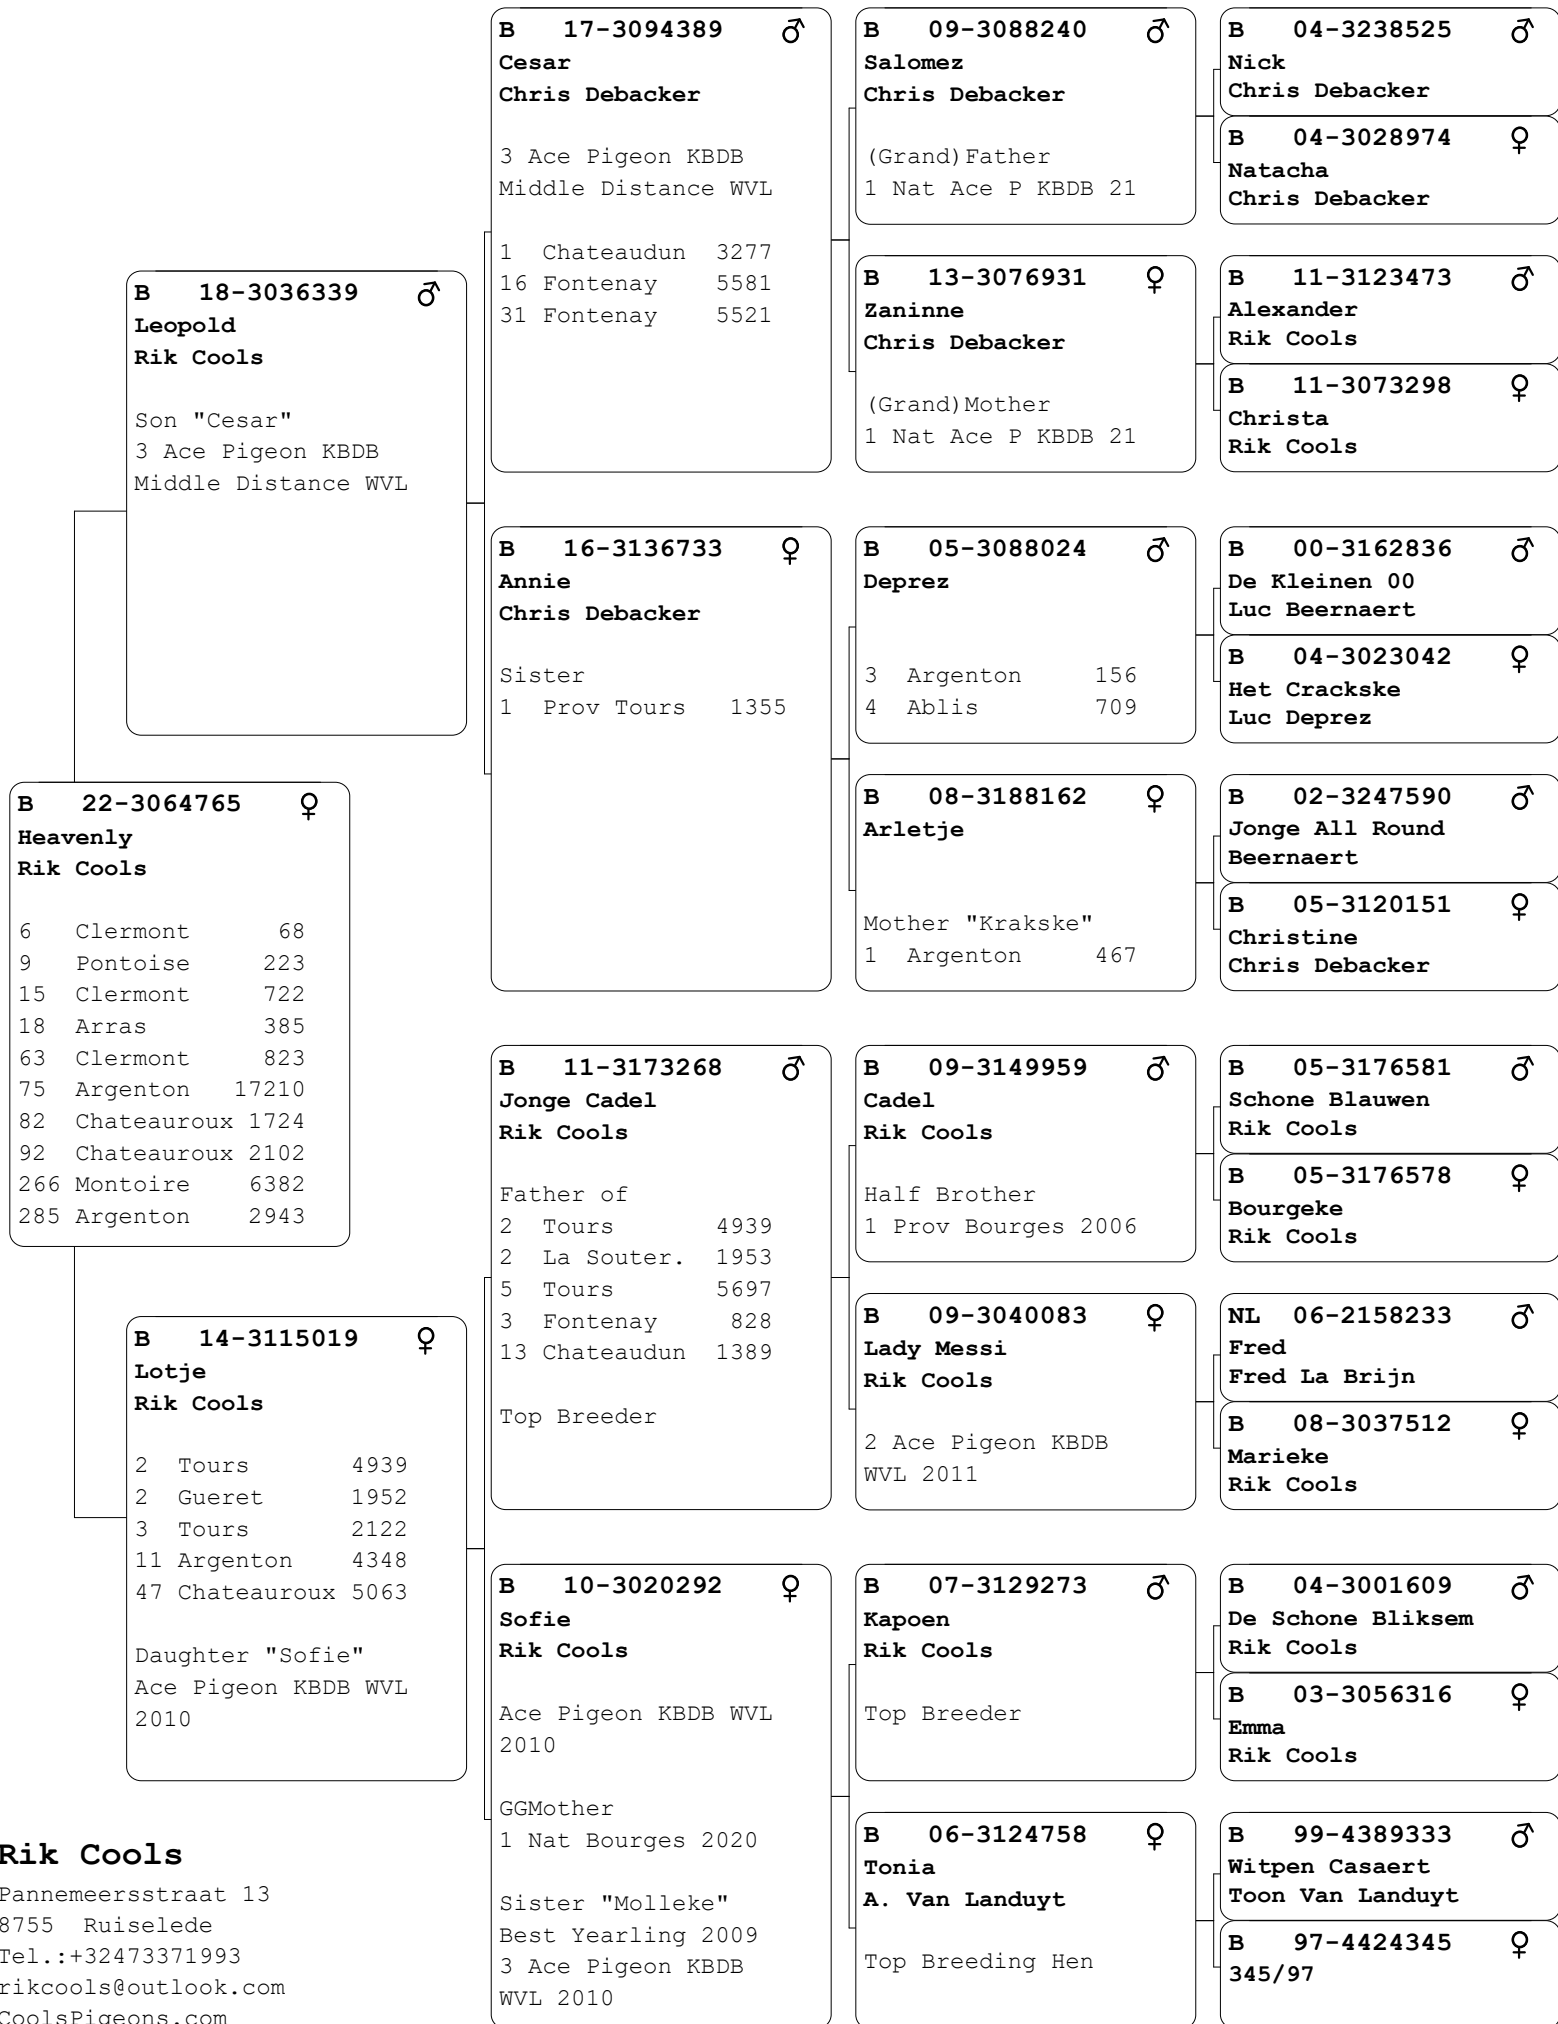 B 22-3064765 ♀
Heavenly
Rik Cools
6 Clermont 68
9 Pontoise 223
15 Clermont 722
18 Arras 385
63 Clermont 823
75 Argenton 17210
82 Chateauroux 1724
92 Chateauroux 2102
266 Montoire 6382
285 Argenton 2943
B 18-3036339 ♂
Leopold
Rik Cools
Son "Cesar"
3 Ace Pigeon KBDB
Middle Distance WVL
B 14-3115019 ♀
Lotje
Rik Cools
2 Tours 4939
2 Gueret 1952
3 Tours 2122
11 Argenton 4348
47 Chateauroux 5063
Daughter "Sofie"
Ace Pigeon KBDB WVL
2010
B 17-3094389 ♂
Cesar
Chris Debacker
3 Ace Pigeon KBDB
Middle Distance WVL
1 Chateaudun 3277
16 Fontenay 5581
31 Fontenay 5521
B 16-3136733 ♀
Annie
Chris Debacker
Sister
1 Prov Tours 1355
B 11-3173268 ♂
Jonge Cadel
Rik Cools
Father of
2 Tours 4939
2 La Souter. 1953
5 Tours 5697
3 Fontenay 828
13 Chateaudun 1389
Top Breeder
B 10-3020292 ♀
Sofie
Rik Cools
Ace Pigeon KBDB WVL
2010
GGMother
1 Nat Bourges 2020
Sister "Molleke"
Best Yearling 2009
3 Ace Pigeon KBDB
WVL 2010
B 09-3088240 ♂
Salomez
Chris Debacker
(Grand)Father
1 Nat Ace P KBDB 21
B 13-3076931 ♀
Zaninne
Chris Debacker
(Grand)Mother
1 Nat Ace P KBDB 21
B 05-3088024 ♂
Deprez
3 Argenton 156
4 Ablis 709
B 08-3188162 ♀
Arletje
Mother "Krakske"
1 Argenton 467
B 09-3149959 ♂
Cadel
Rik Cools
Half Brother
1 Prov Bourges 2006
B 09-3040083 ♀
Lady Messi
Rik Cools
2 Ace Pigeon KBDB
WVL 2011
B 07-3129273 ♂
Kapoen
Rik Cools
Top Breeder
B 06-3124758 ♀
Tonia
A. Van Landuyt
Top Breeding Hen
B 04-3238525 ♂
Nick
Chris Debacker
B 04-3028974 ♀
Natacha
Chris Debacker
B 11-3123473 ♂
Alexander
Rik Cools
B 11-3073298 ♀
Christa
Rik Cools
B 00-3162836 ♂
De Kleinen 00
Luc Beernaert
B 04-3023042 ♀
Het Crackske
Luc Deprez
B 02-3247590 ♂
Jonge All Round
Beernaert
B 05-3120151 ♀
Christine
Chris Debacker
B 05-3176581 ♂
Schone Blauwen
Rik Cools
B 05-3176578 ♀
Bourgeke
Rik Cools
NL 06-2158233 ♂
Fred
Fred La Brijn
B 08-3037512 ♀
Marieke
Rik Cools
B 04-3001609 ♂
De Schone Bliksem
Rik Cools
B 03-3056316 ♀
Emma
Rik Cools
B 99-4389333 ♂
Witpen Casaert
Toon Van Landuyt
B 97-4424345 ♀
345/97
Rik Cools
Pannemeersstraat 13
8755 Ruiselede
Tel.:+32473371993
rikcools@outlook.com
CoolsPigeons.com